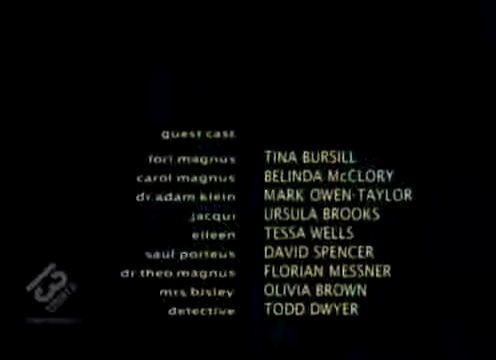 guest cast
lori magnus TINA BURSILL
carol magnus BELINDA McCLORY
dr adam klein MARK OWEN-TAYLOR
jacqui URSULA BROOKS
eileen TESSA WELLS
saul porteus DAVID SPENCER
dr theo magnus FLORIAN MESSNER
mrs bisley OLIVIA BROWN
detective TODD DWYER
13